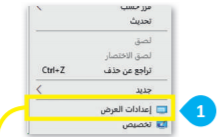 فرز حسب
تحديث
لصق
لصق الاختصار
تراجع عن حذف Ctrl+Z
جديد
إعدادات العرض 1
تخصيص